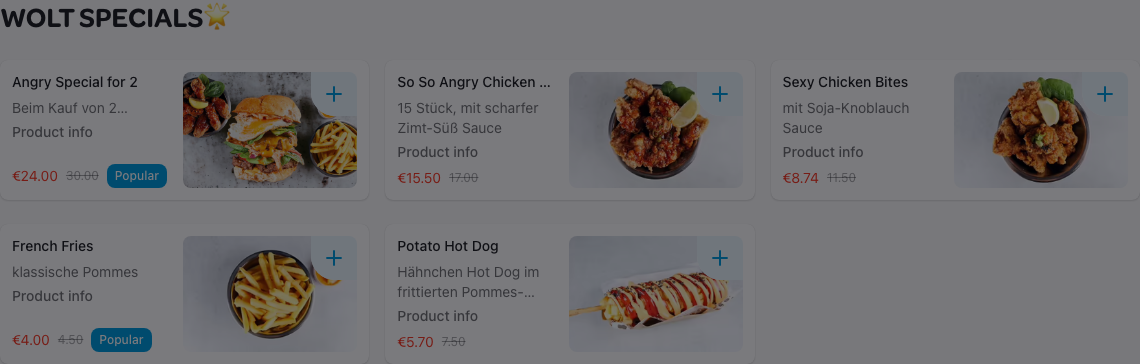 WOLT SPECIALS🌟
Angry Special for 2
Beim Kauf von 2...
Product info
€24.00 30.00 Popular
So So Angry Chicken ...
15 Stück, mit scharfer
Zimt-Süß Sauce
Product info
€15.50 17.00
Sexy Chicken Bites
mit Soja-Knoblauch
Sauce
Product info
€8.74 11.50
French Fries
klassische Pommes
Product info
€4.00 4.50 Popular
Potato Hot Dog
Hähnchen Hot Dog im
frittierten Pommes-...
Product info
€5.70 7.50